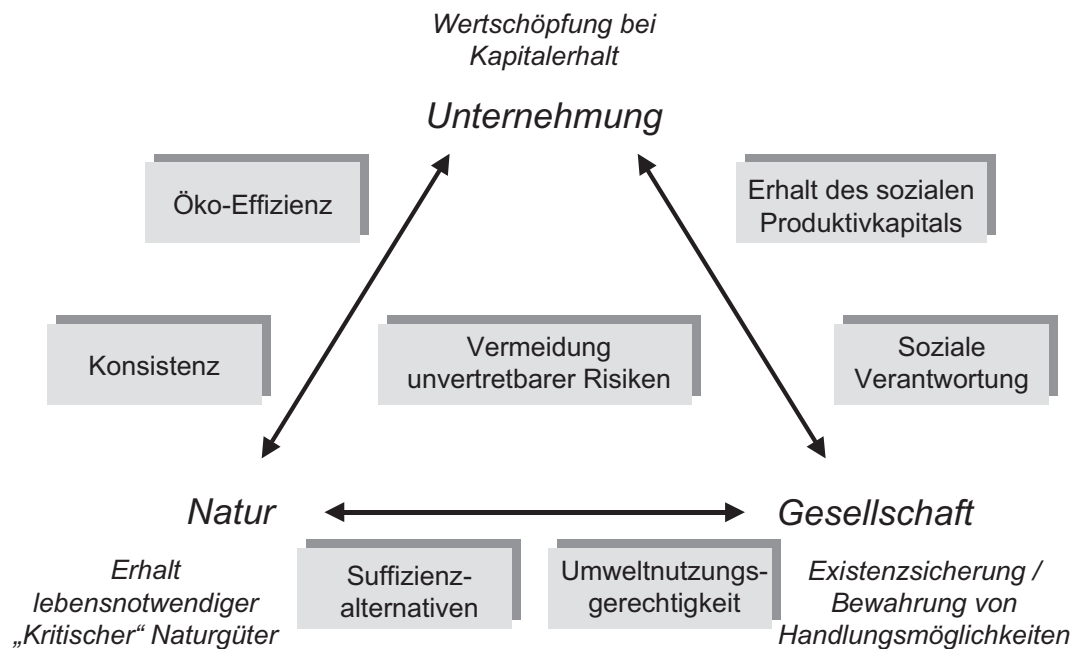 Wertschöpfung bei
Kapitalerhalt
Unternehmung
Öko-Effizienz
Erhalt des sozialen
Produktivkapitals
Konsistenz
Vermeidung
unvertretbarer Risiken
Soziale
Verantwortung
Natur
Gesellschaft
Erhalt
lebensnotwendiger
„Kritischer“ Naturgüter
Suffizienz-
alternativen
Umweltnutzungs-
gerechtigkeit
Existenzsicherung /
Bewahrung von
Handlungsmöglichkeiten